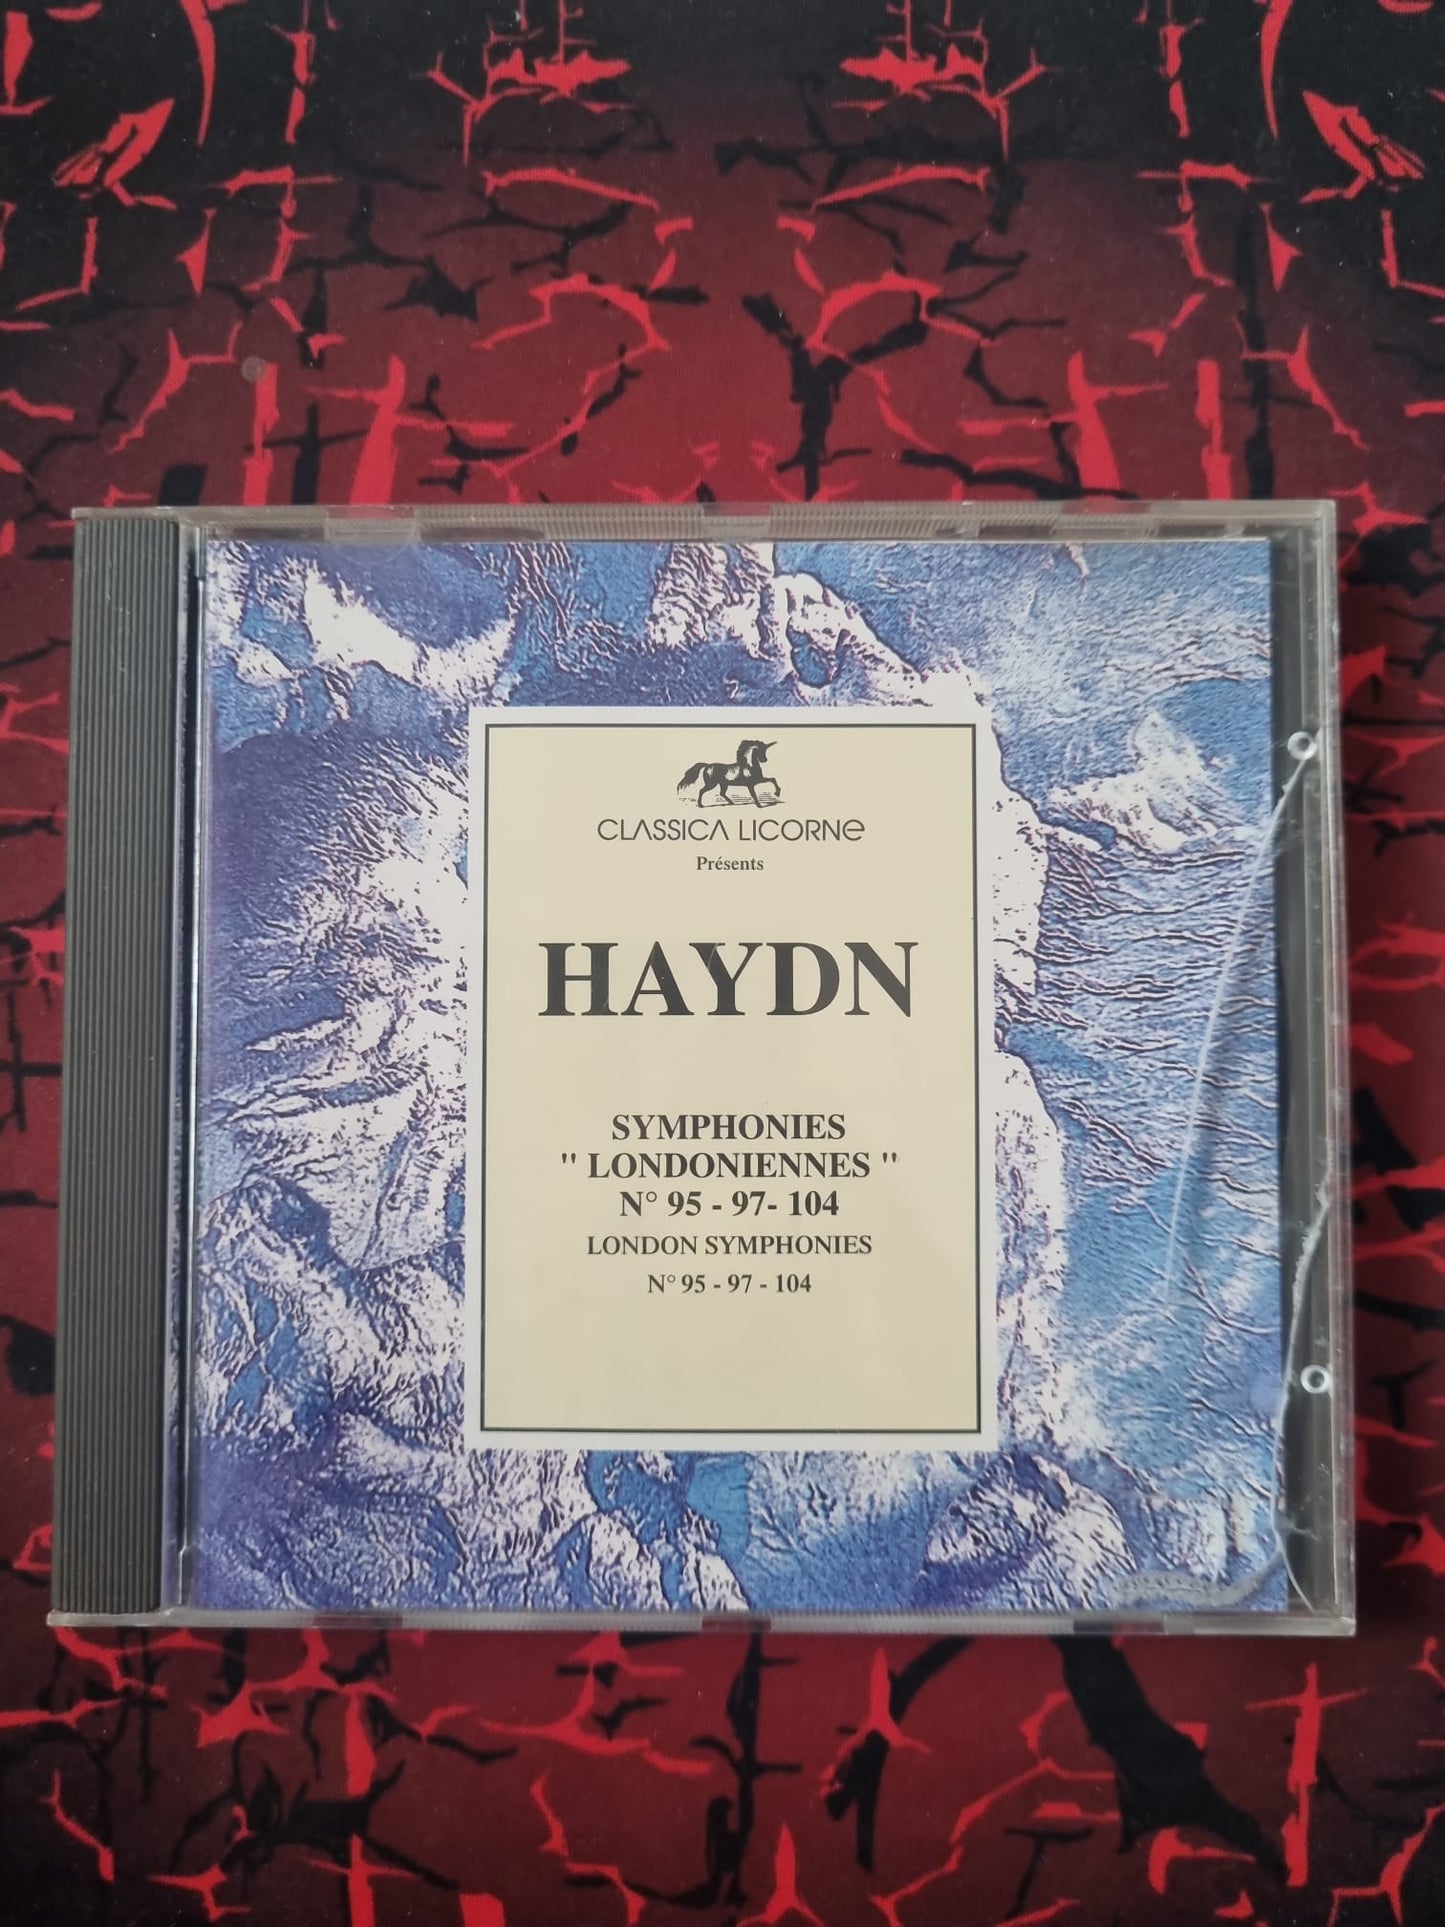 CLASSICA LICORNE
Présents
HAYDN
SYMPHONIES
" LONDONIENNES "
N° 95 - 97- 104
LONDON SYMPHONIES
N° 95 - 97 - 104